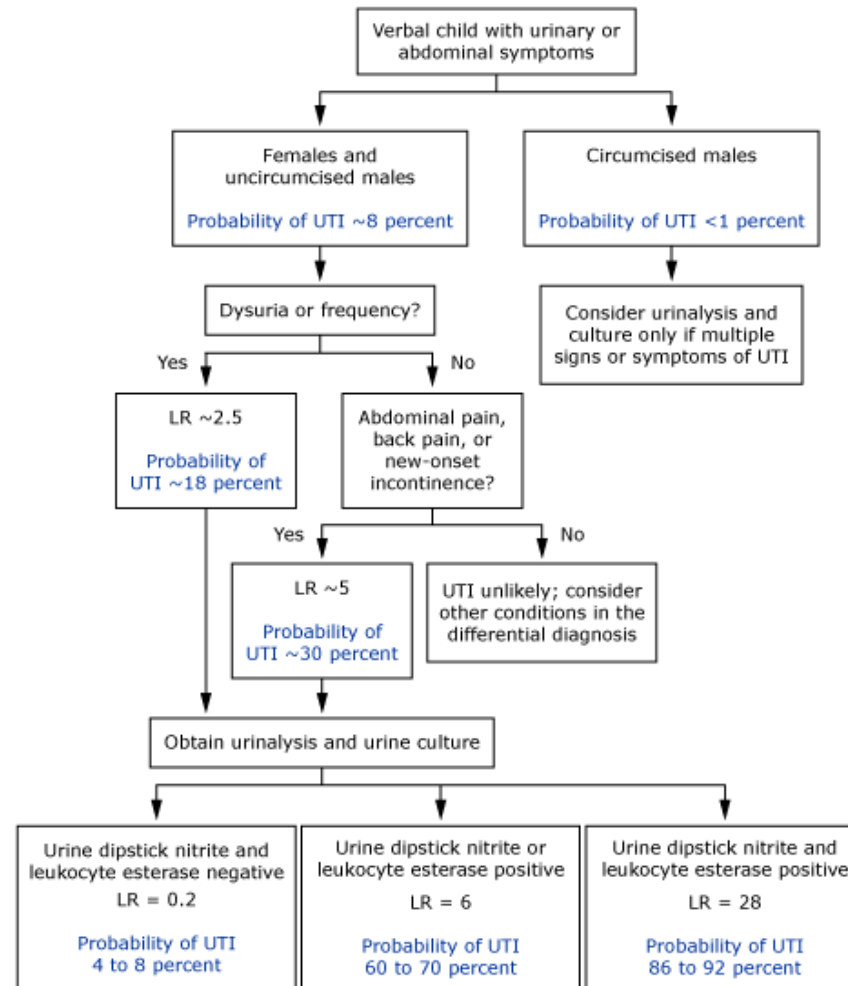 Verbal child with urinary or
abdominal symptoms
Females and
uncircumcised males
Probability of UTI ~8 percent
Circumcised males
Probability of UTI <1 percent
Dysuria or frequency?
Consider urinalysis and
culture only if multiple
signs or symptoms of UTI
Yes
No
LR ~2.5
Probability of
UTI ~18 percent
Abdominal pain,
back pain, or
new-onset
incontinence?
Yes
No
LR ~5
Probability of
UTI ~30 percent
UTI unlikely; consider
other conditions in the
differential diagnosis
Obtain urinalysis and urine culture
Urine dipstick nitrite and
leukocyte esterase negative
LR = 0.2
Probability of UTI
4 to 8 percent
Urine dipstick nitrite or
leukocyte esterase positive
LR = 6
Probability of UTI
60 to 70 percent
Urine dipstick nitrite and
leukocyte esterase positive
LR = 28
Probability of UTI
86 to 92 percent